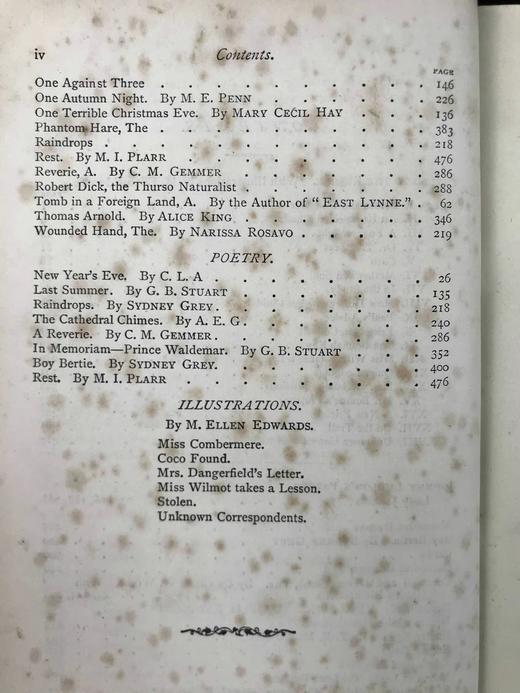 iv Contents.
PAGE
One Against Three . . . . . . . . . . 146
One Autumn Night. By M. E. PENN . . . . . . 226
One Terrible Christmas Eve. By MARY CECIL HAY . . . 136
Phantom Hare, The . . . . . . . . . . 383
Raindrops . . . . . . . . . . . 218
Rest. By M. I. PLARR . . . . . . . . . 476
Reverie, A. By C. M. GEMMER . . . . . . . 286
Robert Dick, the Thurso Naturalist . . . . . . . 288
Tomb in a Foreign Land, A. By the Author of "EAST LYNNE." . 62
Thomas Arnold. By ALICE KING . . . . . . . 346
Wounded Hand, The. By NARISSA ROSAVO . . . . . 219
POETRY.
New Year's Eve. By C. L. A . . . . . . . . 26
Last Summer. By G. B. STUART . . . . . . . 135
Raindrops. By SYDNEY GREY . . . . . . . . 218
The Cathedral Chimes. By A. E. G . . . . . . . 240
A Reverie. By C. M. GEMMER . . . . . . . 286
In Memoriam—Prince Waldemar. By G. B. STUART . . . 352
Boy Bertie. By SYDNEY GREY. . . . . . . . 400
Rest. By M. I. PLARR . . . . . . . . 476
ILLUSTRATIONS.
By M. ELLEN EDWARDS.
Miss Combermere.
Coco Found.
Mrs. Dangerfield's Letter.
Miss Wilmot takes a Lesson.
Stolen.
Unknown Correspondents.